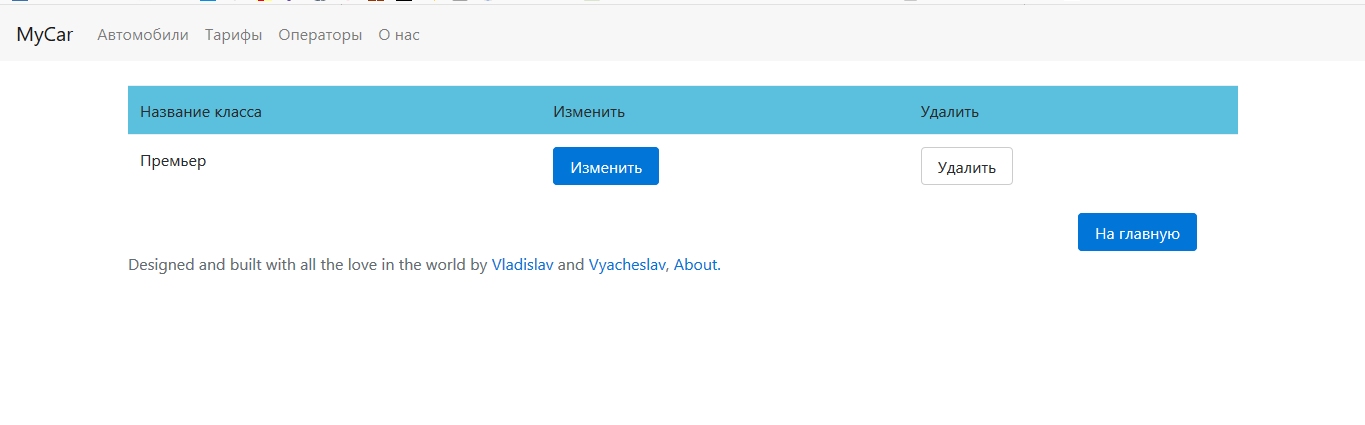 MyCar Автомобили Тарифы Операторы О нас
Название класса Изменить Удалить
Премьер Изменить Удалить
На главную
Designed and built with all the love in the world by Vladislav and Vyacheslav, About.